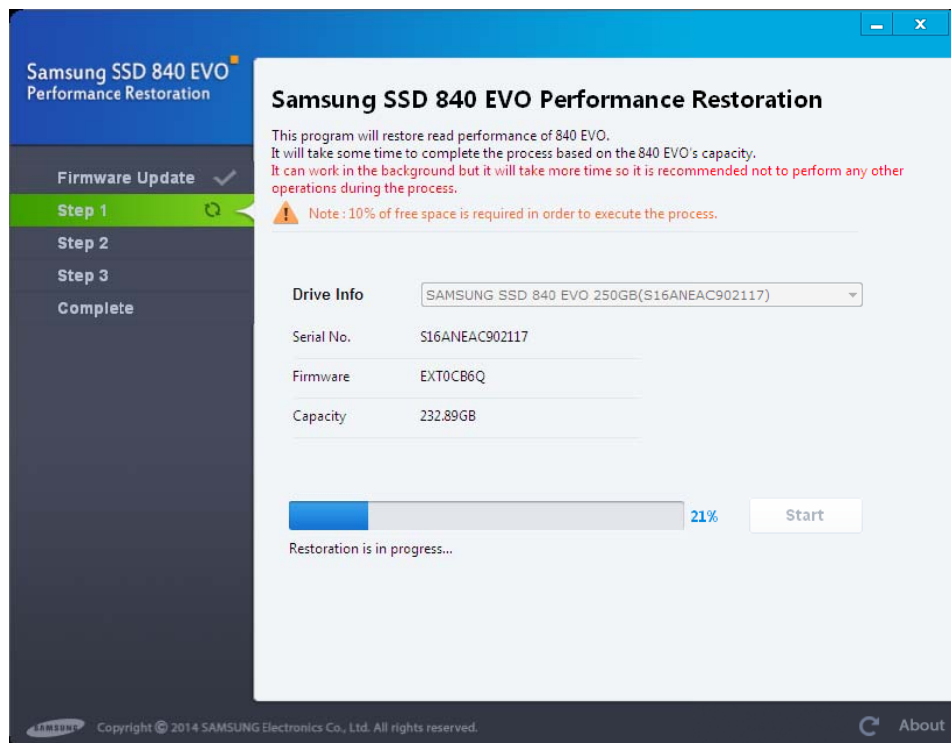 Samsung SSD 840 EVO
Performance Restoration
Firmware Update
Step 1
Step 2
Step 3
Complete
Samsung SSD 840 EVO Performance Restoration
This program will restore read performance of 840 EVO.
It will take some time to complete the process based on the 840 EVO's capacity.
It can work in the background but it will take more time so it is recommended not to perform any other
operations during the process.
Note : 10% of free space is required in order to execute the process.
Drive Info SAMSUNG SSD 840 EVO 250GB(S16ANEAC902117)
Serial No. S16ANEAC902117
Firmware EXT0CB6Q
Capacity 232.89GB
21% Start
Restoration is in progress...
SAMSUNG Copyright © 2014 SAMSUNG Electronics Co., Ltd. All rights reserved. About